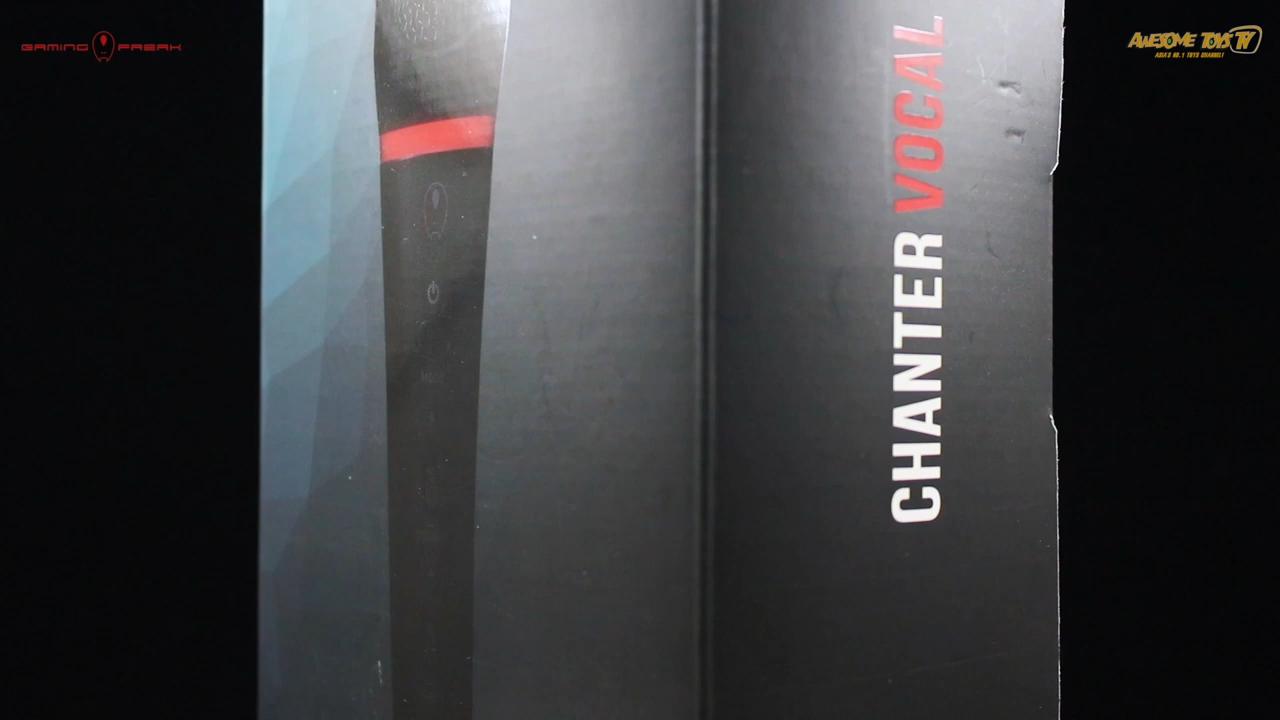 GAMING FREAK
AWESOME TOYS TV
ASIA'S NO.1 TOYS CHANNEL!
CHANTER VOCAL